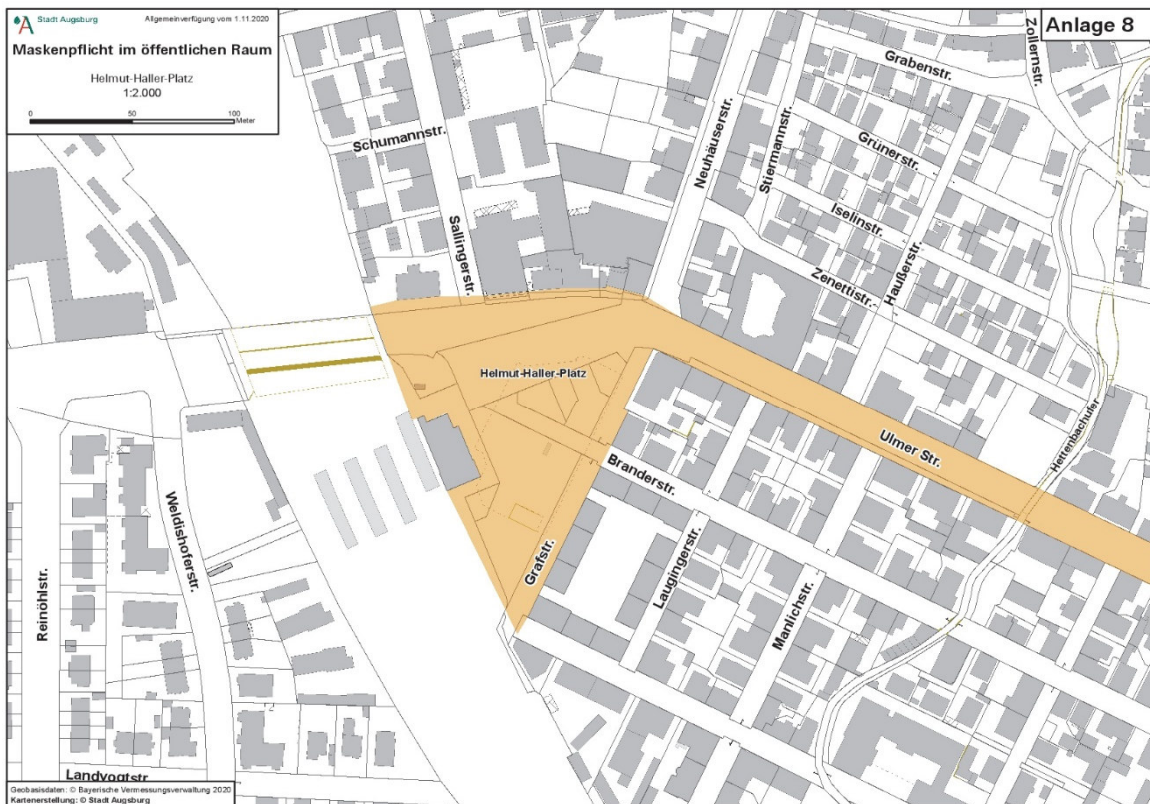 Stadt Augsburg
Allgemeinverfügung vom 1.11.2020
Maskenpflicht im öffentlichen Raum
Helmut-Haller-Platz
1:2.000
0 50 100
Meter
Anlage 8
Zollernstr.
Grabenstr.
Schumannstr.
Neuhäuserstr.
Stiermannstr.
Grünerstr.
Sallingerstr.
Iselinstr.
Haußerstr.
Zenettistr.
Helmut-Haller-Platz
Ulmer Str.
Hettenbachufer
Branderstr.
Weldishoferstr.
Grafstr.
Laugingerstr.
Manlichstr.
Reinöhlstr.
Landvogtstr.
Geobasisdaten: © Bayerische Vermessungsverwaltung 2020
Kartenerstellung: © Stadt Augsburg